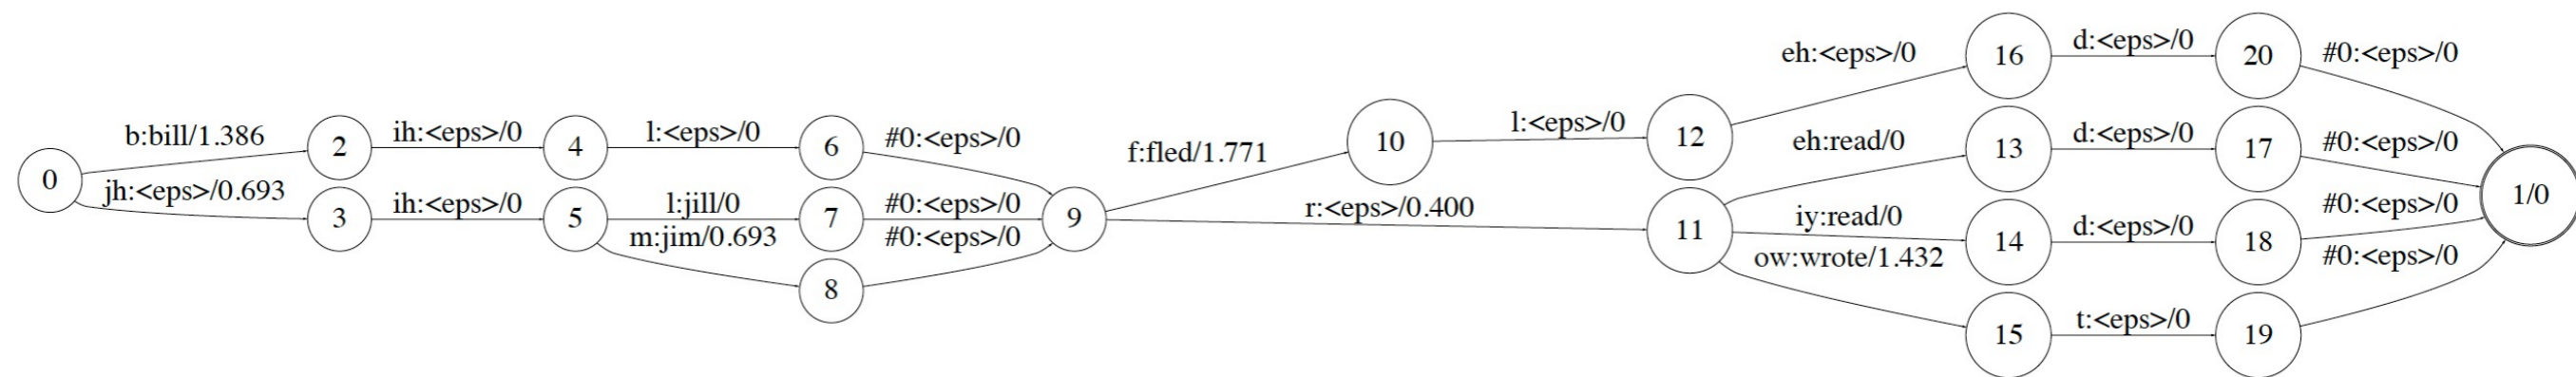 0
b:bill/1.386
jh:<eps>/0.693
2
3
ih:<eps>/0
ih:<eps>/0
4
5
l:<eps>/0
l:jill/0
m:jim/0.693
6
7
8
#0:<eps>/0
#0:<eps>/0
#0:<eps>/0
9
f:fled/1.771
r:<eps>/0.400
10
l:<eps>/0
12
11
eh:<eps>/0
eh:read/0
iy:read/0
ow:wrote/1.432
16
13
14
15
d:<eps>/0
d:<eps>/0
d:<eps>/0
t:<eps>/0
20
17
18
19
#0:<eps>/0
#0:<eps>/0
#0:<eps>/0
#0:<eps>/0
1/0